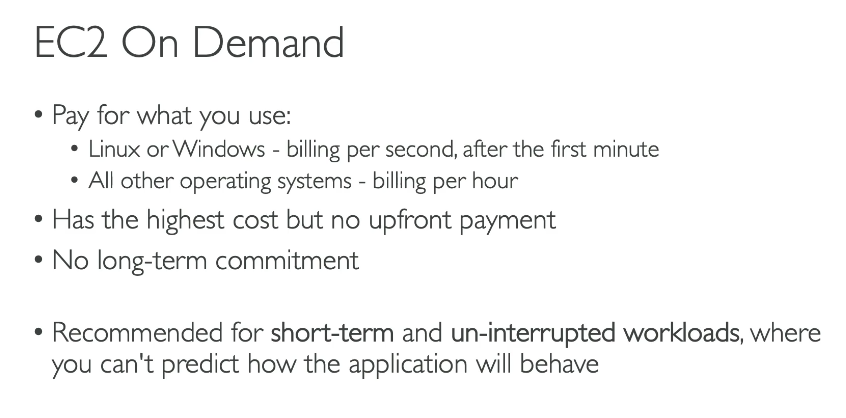 EC2 On Demand
• Pay for what you use:
• Linux or Windows - billing per second, after the first minute
• All other operating systems - billing per hour
• Has the highest cost but no upfront payment
• No long-term commitment
• Recommended for short-term and un-interrupted workloads, where
you can't predict how the application will behave